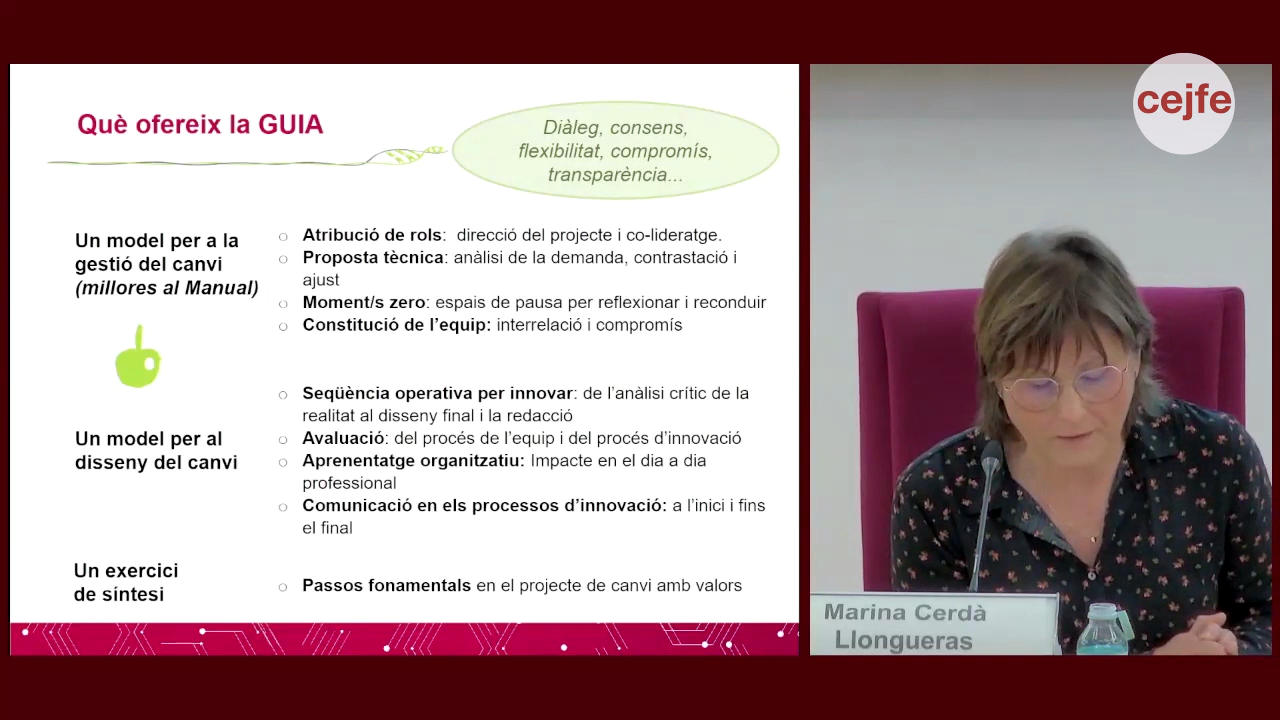 cejfe
Què ofereix la GUIA
Diàleg, consens,
flexibilitat, compromís,
transparència...
Un model per a la
gestió del canvi
(millores al Manual)
○ Atribució de rols: direcció del projecte i co-lideratge.
○ Proposta tècnica: anàlisi de la demanda, contrastació i
ajust
○ Moment/s zero: espais de pausa per reflexionar i reconduir
○ Constitució de l’equip: interrelació i compromís
Un model per al
disseny del canvi
○ Seqüència operativa per innovar: de l’anàlisi crític de la
realitat al disseny final i la redacció
○ Avaluació: del procés de l’equip i del procés d’innovació
○ Aprenentatge organitzatiu: Impacte en el dia a dia
professional
○ Comunicació en els processos d’innovació: a l’inici i fins
el final
Un exercici
de síntesi
○ Passos fonamentals en el projecte de canvi amb valors
Marina Cerdà
Llongueras